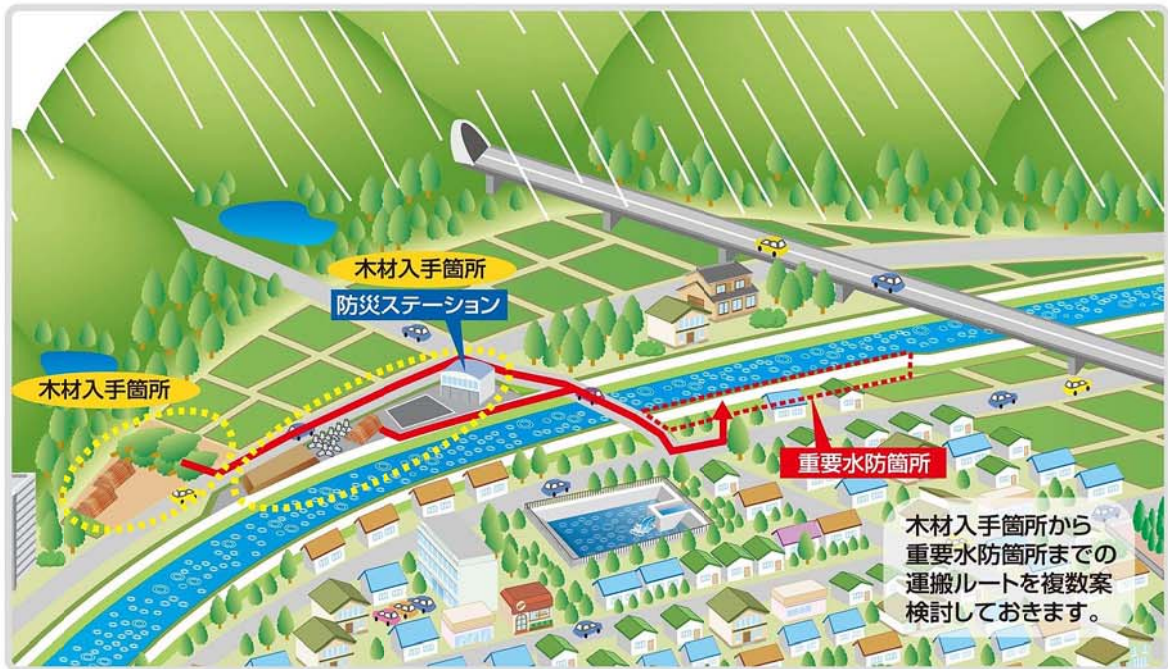 木材入手箇所
防災ステーション
木材入手箇所
重要水防箇所
木材入手箇所から
重要水防箇所までの
運搬ルートを複数案
検討しておきます。